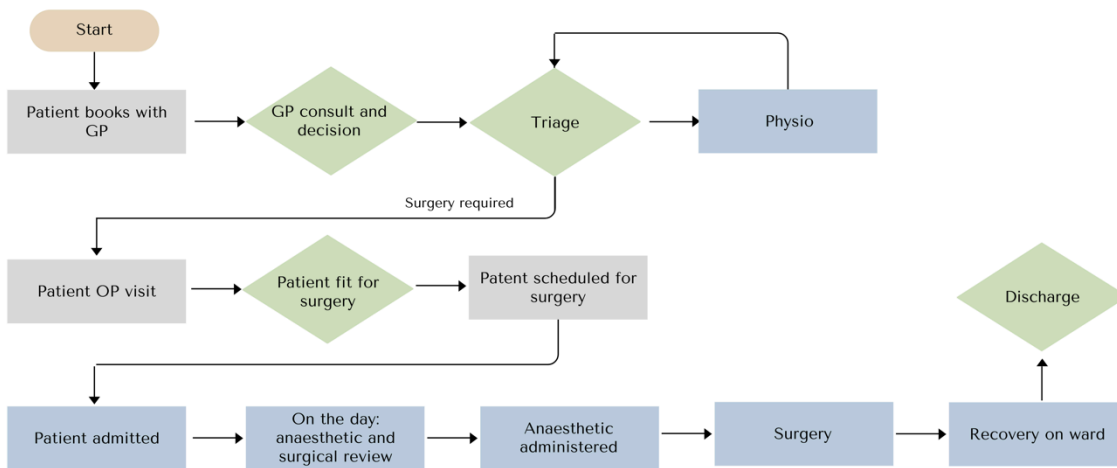 Start
Patient books with
GP
GP consult and
decision
Triage
Physio
Surgery required
Patient OP visit
Patient fit for
surgery
Patent scheduled for
surgery
Discharge
Patient admitted
On the day:
anaesthetic and
surgical review
Anaesthetic
administered
Surgery
Recovery on ward